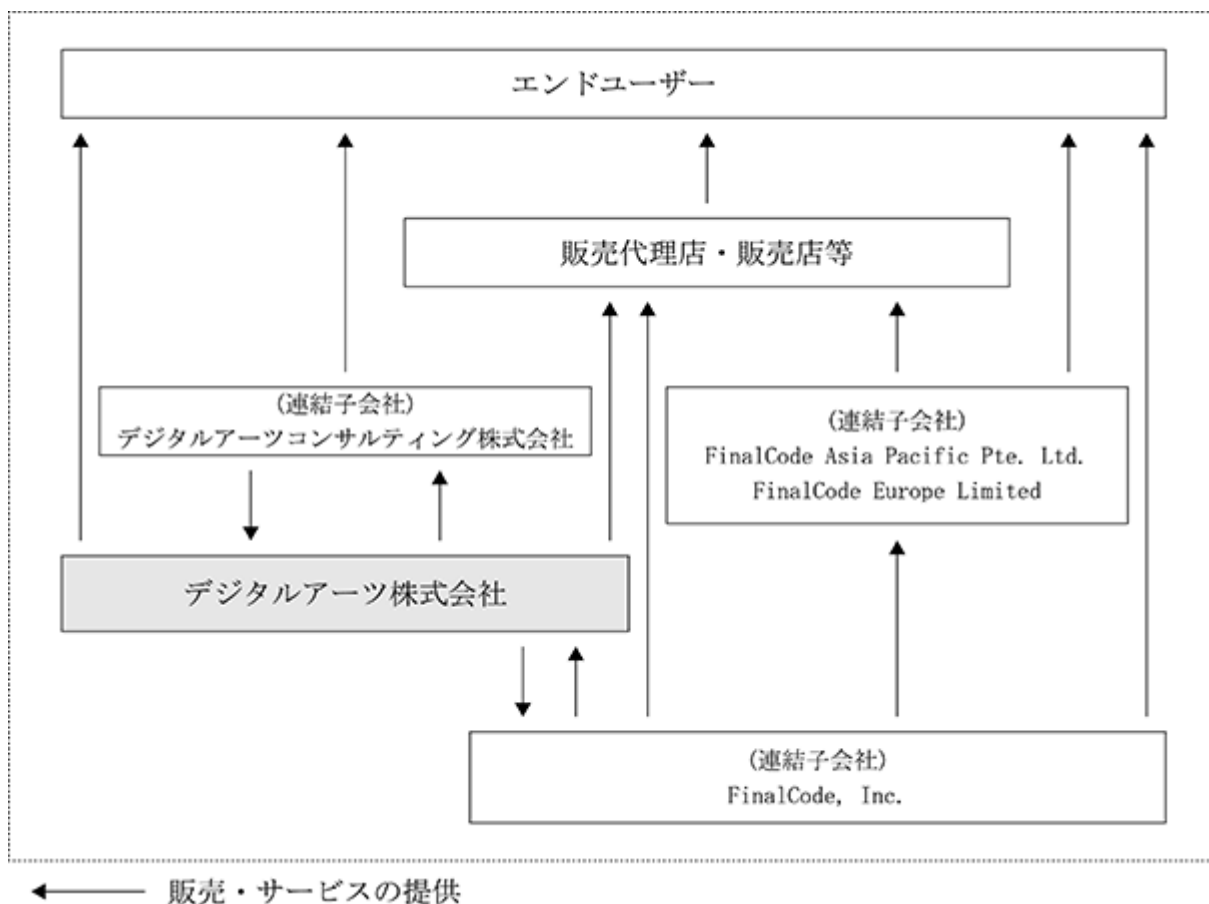 エンドユーザー
販売代理店・販売店等
(連結子会社)
デジタルアーツコンサルティング株式会社
(連結子会社)
FinalCode Asia Pacific Pte. Ltd.
FinalCode Europe Limited
デジタルアーツ株式会社
(連結子会社)
FinalCode, Inc.
販売・サービスの提供